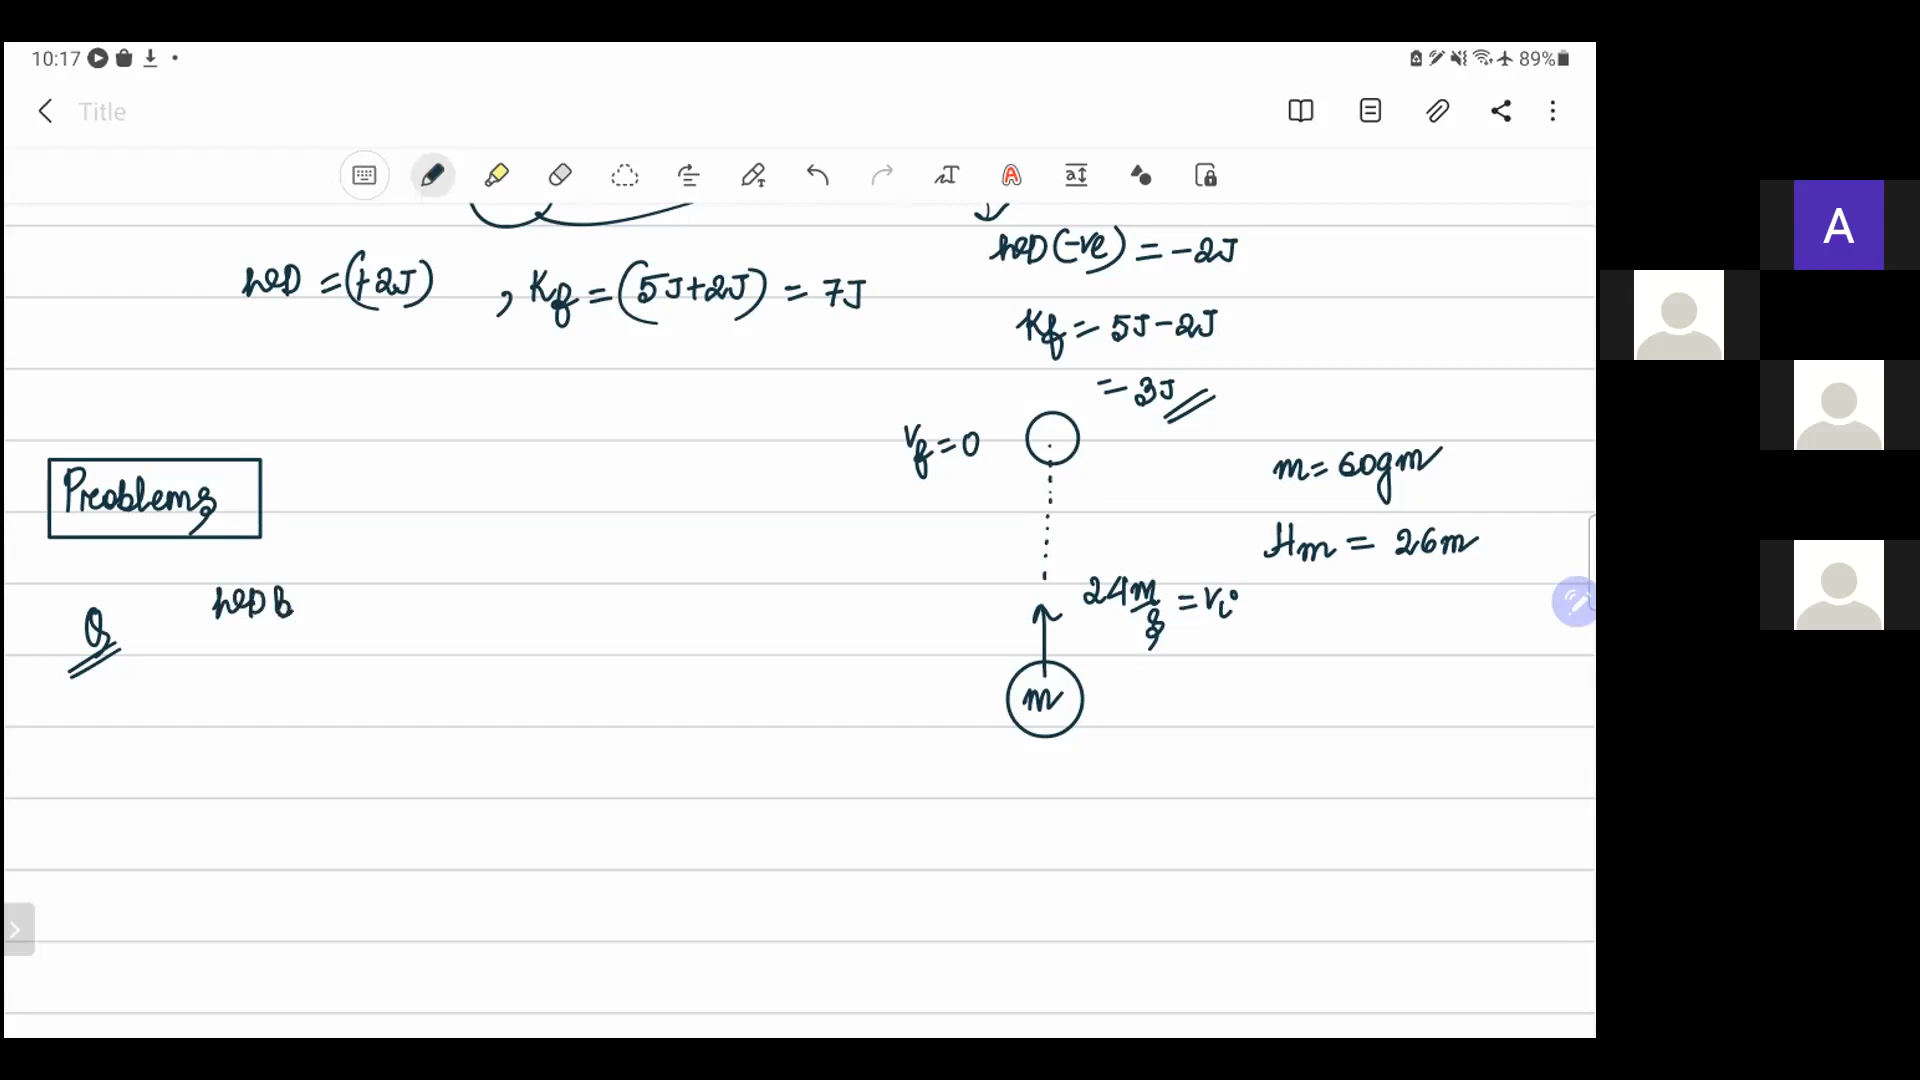 10:17
89%
Title
WD(-ve) = -2J
WD = (+2J) , Kf = (5J+2J) = 7J
Kf = 5J - 2J
= 3J
Vf = 0
m = 60gm
Problems
Hm = 26m
24 m/s = Vi
WD b
Q
m
A